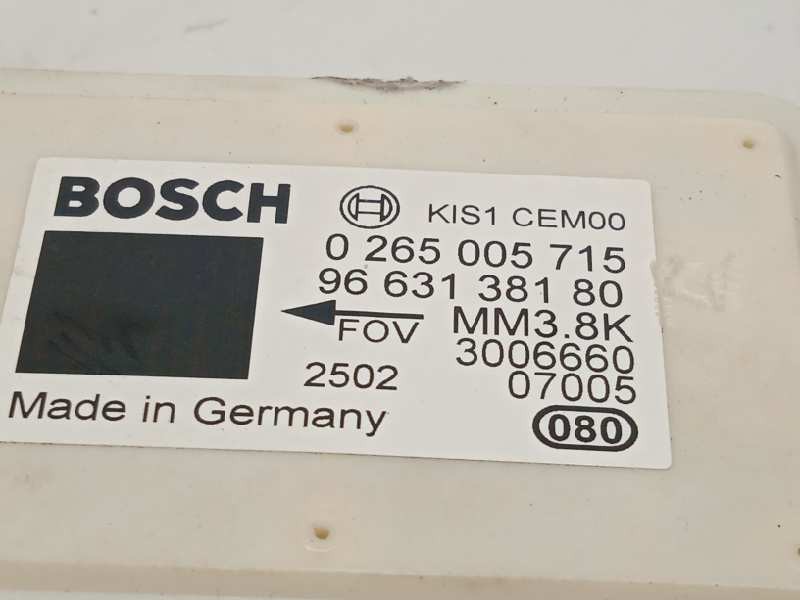 BOSCH KIS1 CEM00
0 265 005 715
96 631 381 80
FOV MM3.8K
3006660
2502 07005
Made in Germany 080